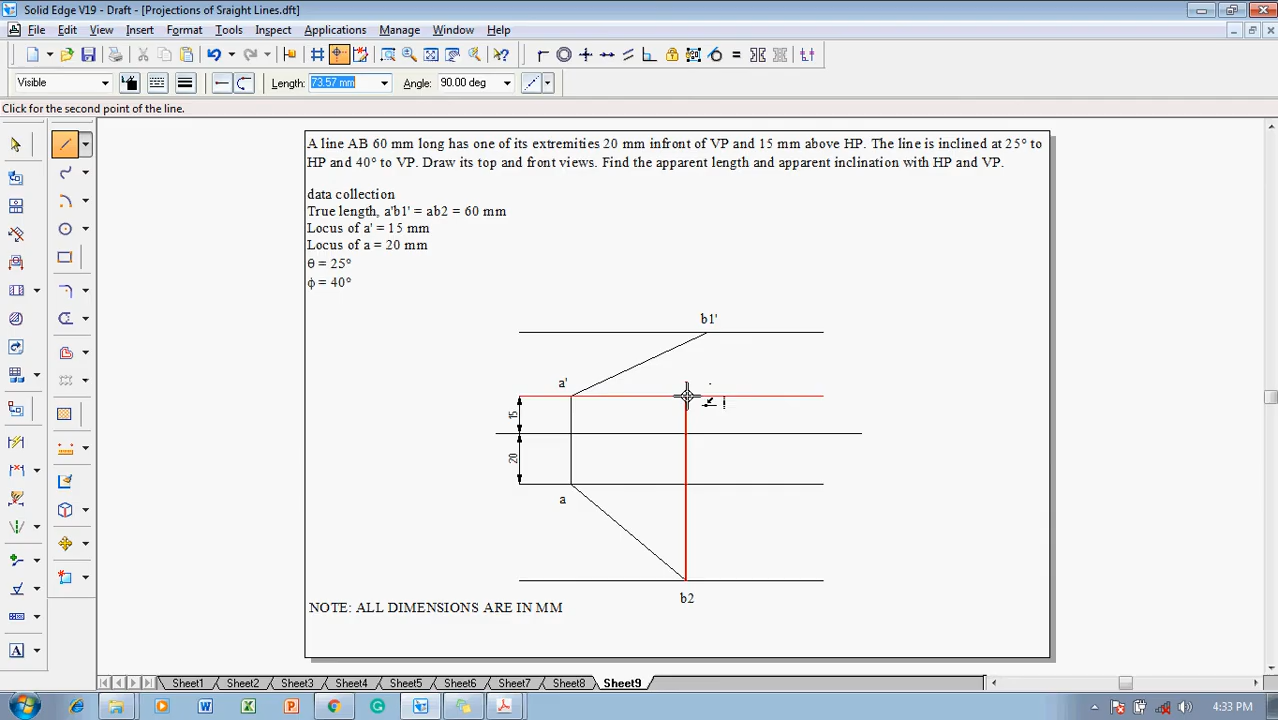 Solid Edge V19 - Draft - [Projections of Sraight Lines.dft]
File Edit View Insert Format Tools Inspect Applications Manage Window Help
Visible Length: 73.57 mm Angle: 90.00 deg
Click for the second point of the line.
A line AB 60 mm long has one of its extremities 20 mm infront of VP and 15 mm above HP. The line is inclined at 25° to
HP and 40° to VP. Draw its top and front views. Find the apparent length and apparent inclination with HP and VP.
data collection
True length, a'b1' = ab2 = 60 mm
Locus of a' = 15 mm
Locus of a = 20 mm
θ = 25°
ϕ = 40°
b1'
a'
15
20
a
b2
NOTE: ALL DIMENSIONS ARE IN MM
Sheet1 Sheet2 Sheet3 Sheet4 Sheet5 Sheet6 Sheet7 Sheet8 Sheet9
4:33 PM